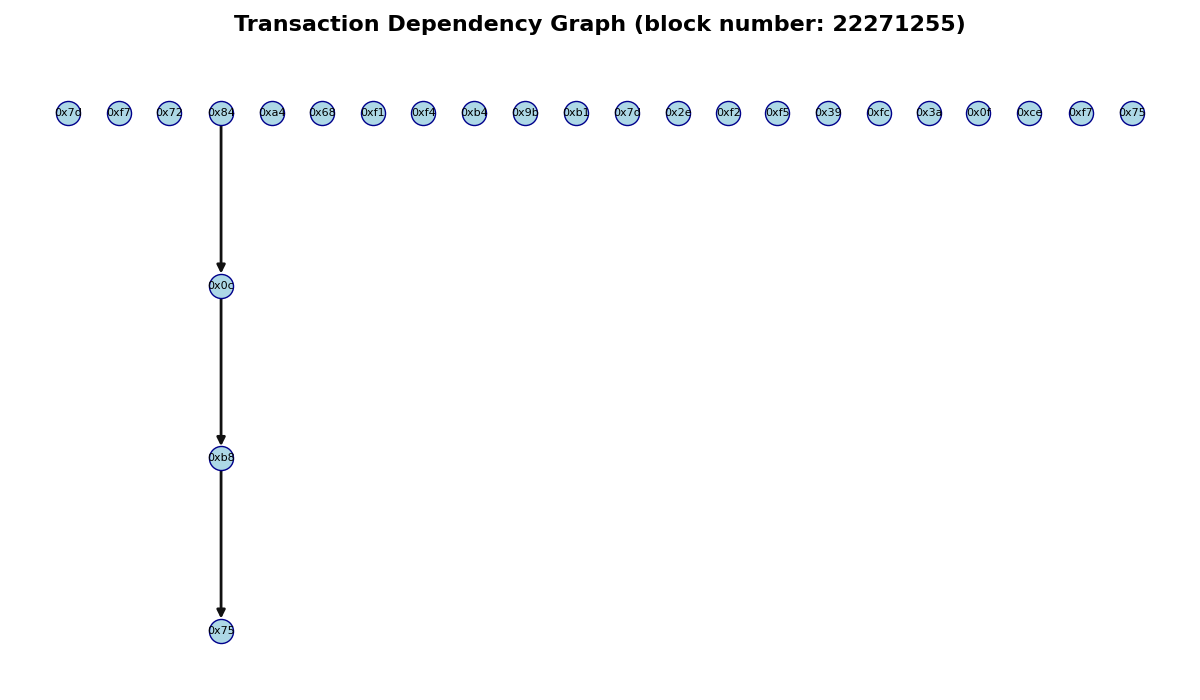 Transaction Dependency Graph (block number: 22271255)
0x7d 0xf7 0x72 0x84 0xa4 0x68 0xf1 0xf4 0xb4 0x9b 0xb1 0x7d 0x2e 0xf2 0xf5 0x39 0xfc 0x3a 0x0f 0xce 0xf7 0x75
0x0c
0xb8
0x75